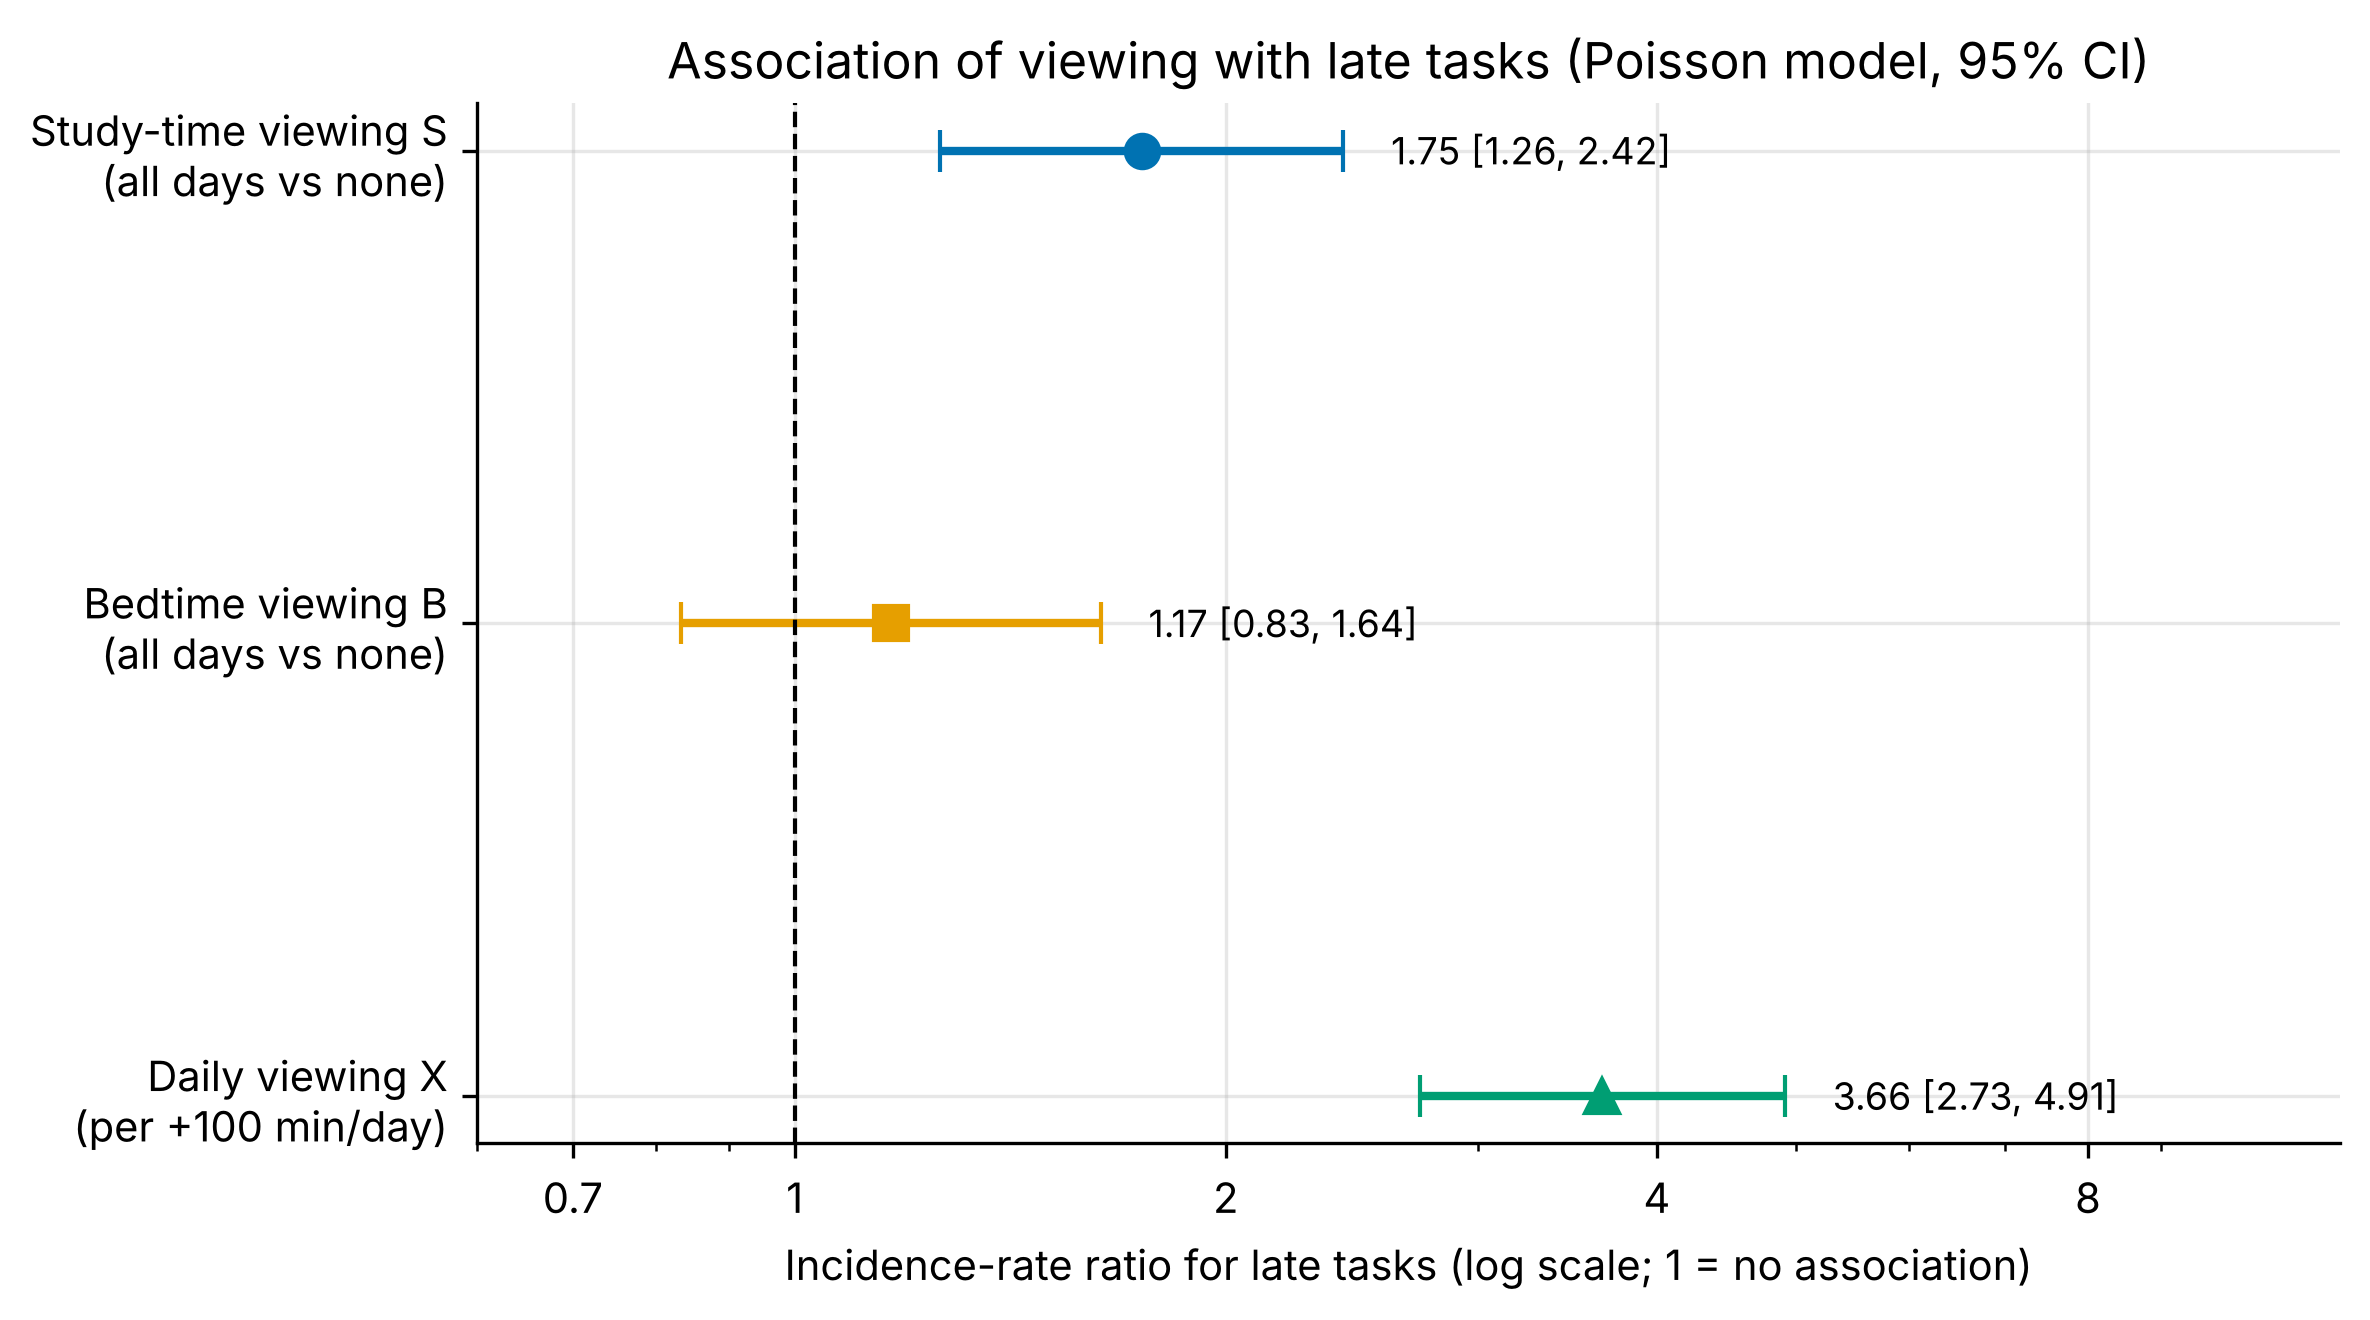 Association of viewing with late tasks (Poisson model, 95% CI)
Study-time viewing S
(all days vs none)
1.75 [1.26, 2.42]
Bedtime viewing B
(all days vs none)
1.17 [0.83, 1.64]
Daily viewing X
(per +100 min/day)
3.66 [2.73, 4.91]
0.7 1 2 4 8
Incidence-rate ratio for late tasks (log scale; 1 = no association)